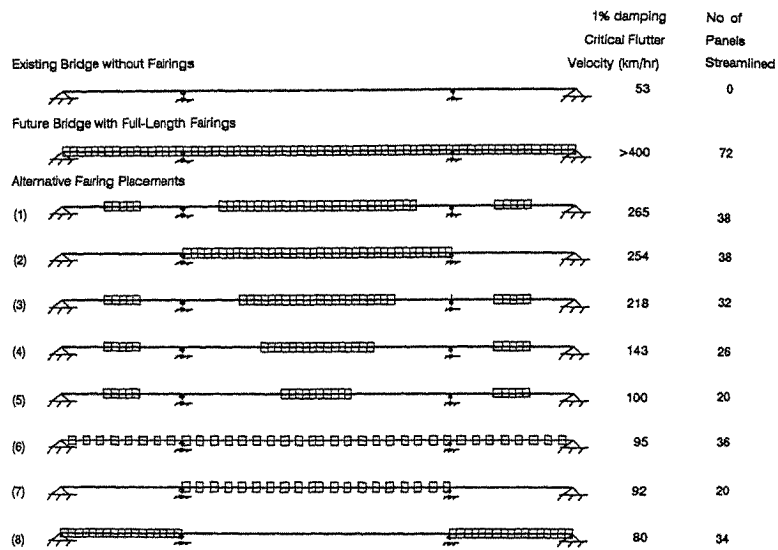 1% damping No of
Critical Flutter Panels
Existing Bridge without Fairings Velocity (km/hr) Streamlined
53 0
Future Bridge with Full-Length Fairings
>400 72
Alternative Fairing Placements
(1) 265 38
(2) 254 38
(3) 218 32
(4) 143 26
(5) 100 20
(6) 95 36
(7) 92 20
(8) 80 34